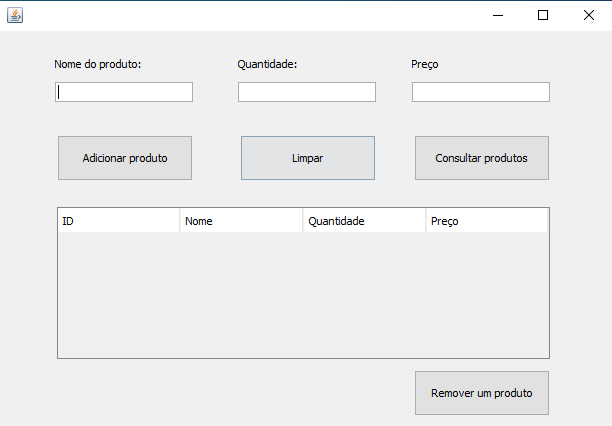 Nome do produto:
Quantidade:
Preço
Adicionar produto
Limpar
Consultar produtos
ID
Nome
Quantidade
Preço
Remover um produto